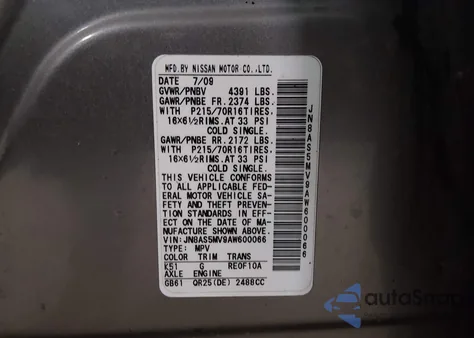 MFD.BY NISSAN MOTOR CO.,LTD.
DATE 7/09
GVWR/PNBV 4391 LBS.
GAWR/PNBE FR. 2374 LBS.
WITH P215/70R16TIRES.
16X6½RIMS.AT 33 PSI
COLD SINGLE.
GAWR/PNBE RR. 2172 LBS.
WITH P215/70R16TIRES.
16X6½RIMS.AT 33 PSI
COLD SINGLE.
THIS VEHICLE CONFORMS
TO ALL APPLICABLE FED-
ERAL MOTOR VEHICLE SA-
FETY AND THEFT PREVEN-
TION STANDARDS IN EFF-
ECT ON THE DATE OF MA-
NUFACTURE SHOWN ABOVE.
VIN:JN8AS5MV9AW600066
TYPE: MPV
COLOR TRIM TRANS
K51 G RE0F10A
AXLE ENGINE
GB61 QR25(DE) 2488CC
JN8AS5MV9AW600066